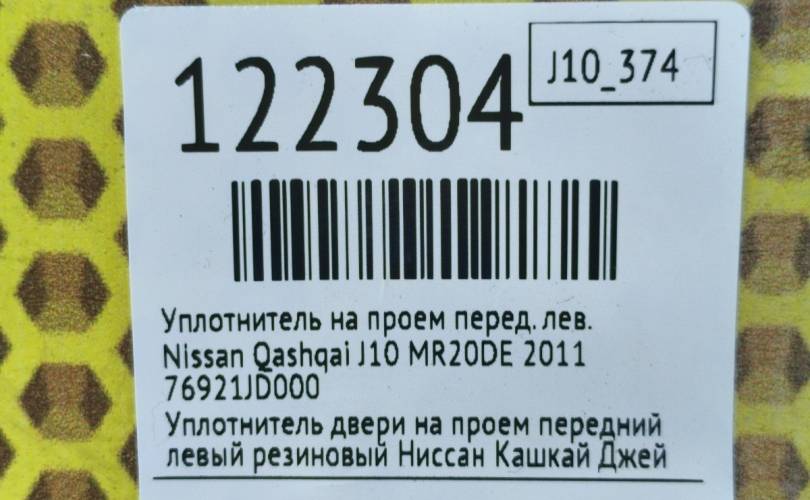 122304
J10_374
Уплотнитель на проем перед. лев.
Nissan Qashqai J10 MR20DE 2011
76921JD000
Уплотнитель двери на проем передний
левый резиновый Ниссан Кашкай Джей